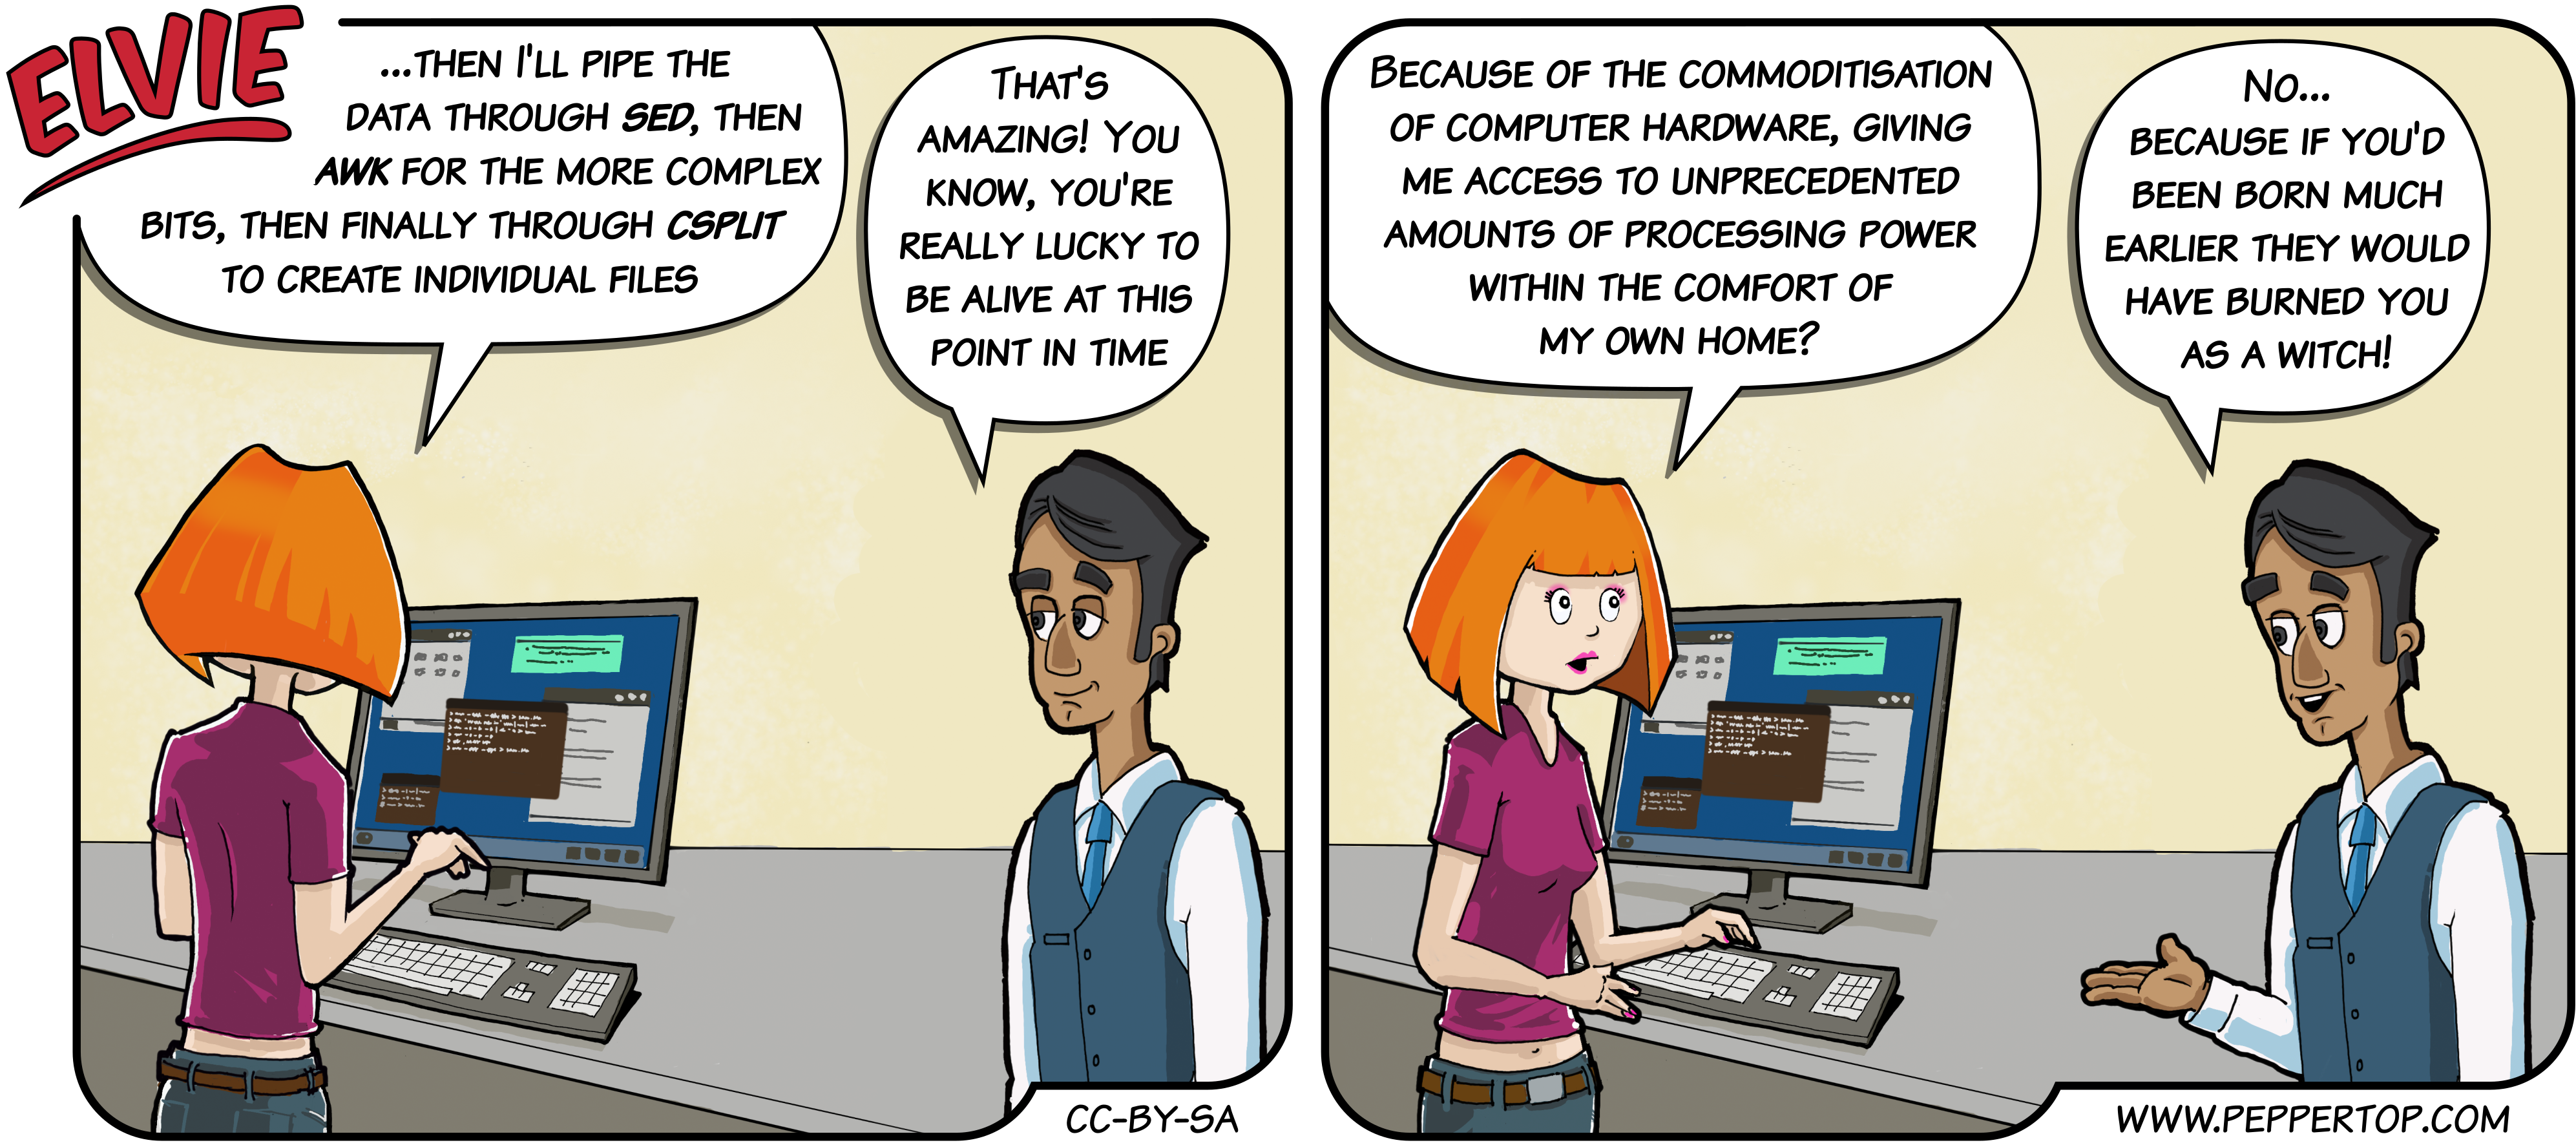 ELVIE
...THEN I'LL PIPE THE
DATA THROUGH SED, THEN
AWK FOR THE MORE COMPLEX
BITS, THEN FINALLY THROUGH CSPLIT
TO CREATE INDIVIDUAL FILES
THAT'S
AMAZING! YOU
KNOW, YOU'RE
REALLY LUCKY TO
BE ALIVE AT THIS
POINT IN TIME
BECAUSE OF THE COMMODITISATION
OF COMPUTER HARDWARE, GIVING
ME ACCESS TO UNPRECEDENTED
AMOUNTS OF PROCESSING POWER
WITHIN THE COMFORT OF
MY OWN HOME?
NO...
BECAUSE IF YOU'D
BEEN BORN MUCH
EARLIER THEY WOULD
HAVE BURNED YOU
AS A WITCH!
CC-BY-SA
WWW.PEPPERTOP.COM